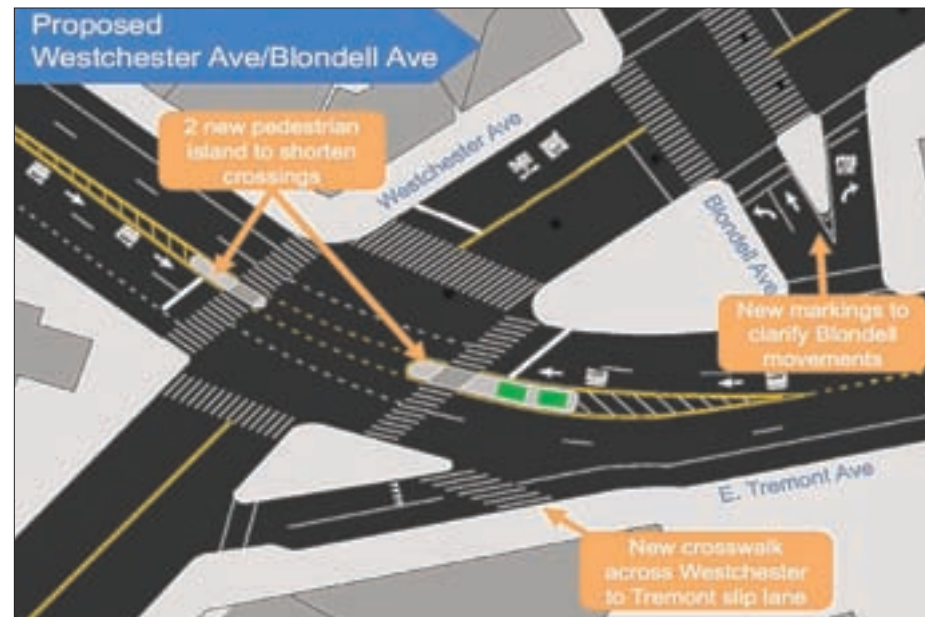 Proposed
Westchester Ave/Blondell Ave
2 new pedestrian
island to shorten
crossings
Westchester Ave
Blondell Ave
New markings to
clarify Blondell
movements
E. Tremont Ave
New crosswalk
across Westchester
to Tremont slip lane